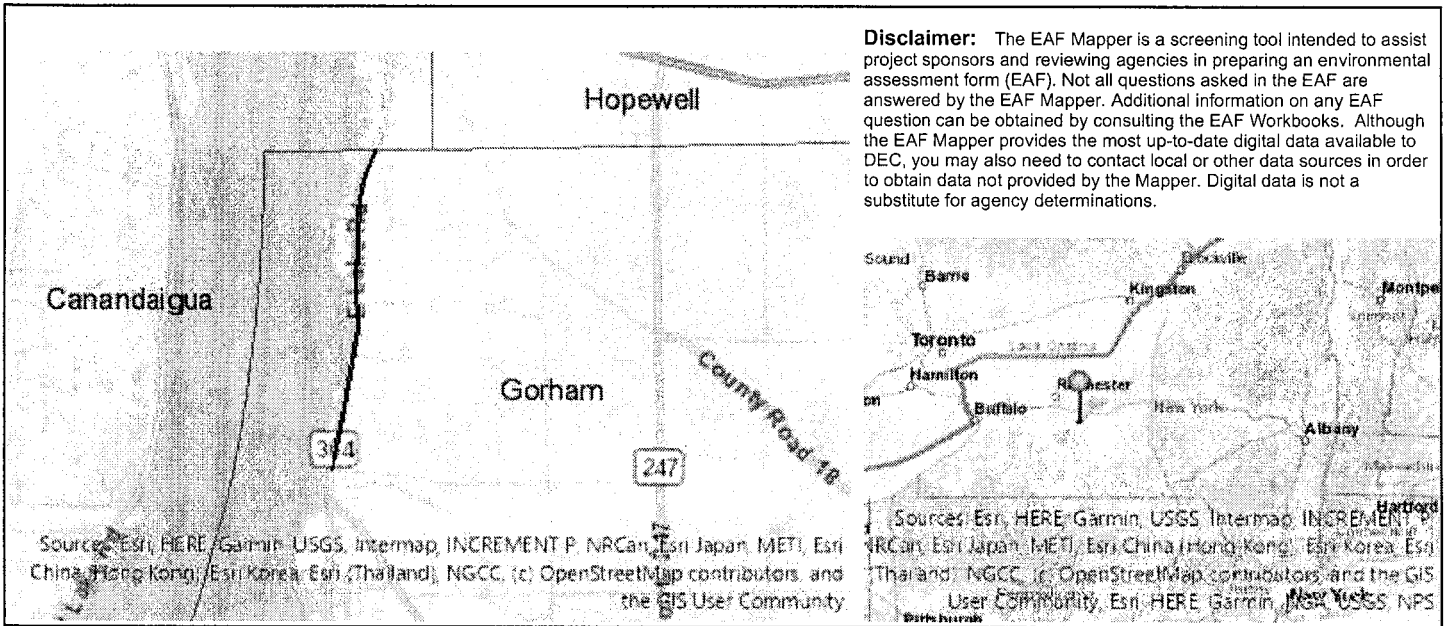 Disclaimer: The EAF Mapper is a screening tool intended to assist
project sponsors and reviewing agencies in preparing an environmental
assessment form (EAF). Not all questions asked in the EAF are
answered by the EAF Mapper. Additional information on any EAF
question can be obtained by consulting the EAF Workbooks. Although
the EAF Mapper provides the most up-to-date digital data available to
DEC, you may also need to contact local or other data sources in order
to obtain data not provided by the Mapper. Digital data is not a
substitute for agency determinations.
Hopewell
Canandaigua
Gorham
County Road 18
364
247
Sources: Esri, HERE, Garmin, USGS, Intermap, INCREMENT P, NRCan, Esri Japan, METI, Esri
China (Hong Kong), Esri Korea, Esri (Thailand), NGCC, (c) OpenStreetMap contributors, and
the GIS User Community
Sound
Barrie
Kingston
Montpe
Toronto
Hamilton
Buffalo
New York
Albany
Hartford
Sources: Esri, HERE, Garmin, USGS, Intermap, INCREMENT P,
NRCan, Esri Japan, METI, Esri China (Hong Kong), Esri Korea, Esri
(Thailand), NGCC, (c) OpenStreetMap contributors, and the GIS
User Community, Esri, HERE, Garmin, NGA, USGS, NPS
New York